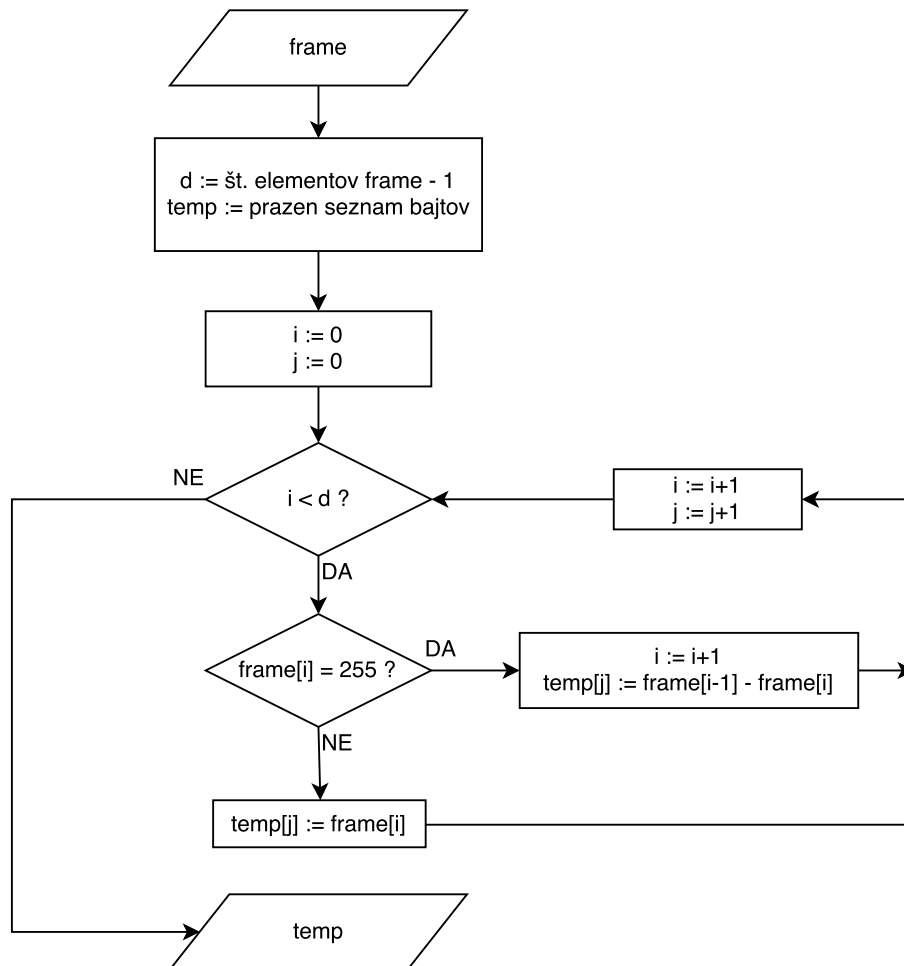 frame
d := št. elementov frame - 1
temp := prazen seznam bajtov
i := 0
j := 0
NE
i < d ?
i := i+1
j := j+1
DA
frame[i] = 255 ?
DA
i := i+1
temp[j] := frame[i-1] - frame[i]
NE
temp[j] := frame[i]
temp